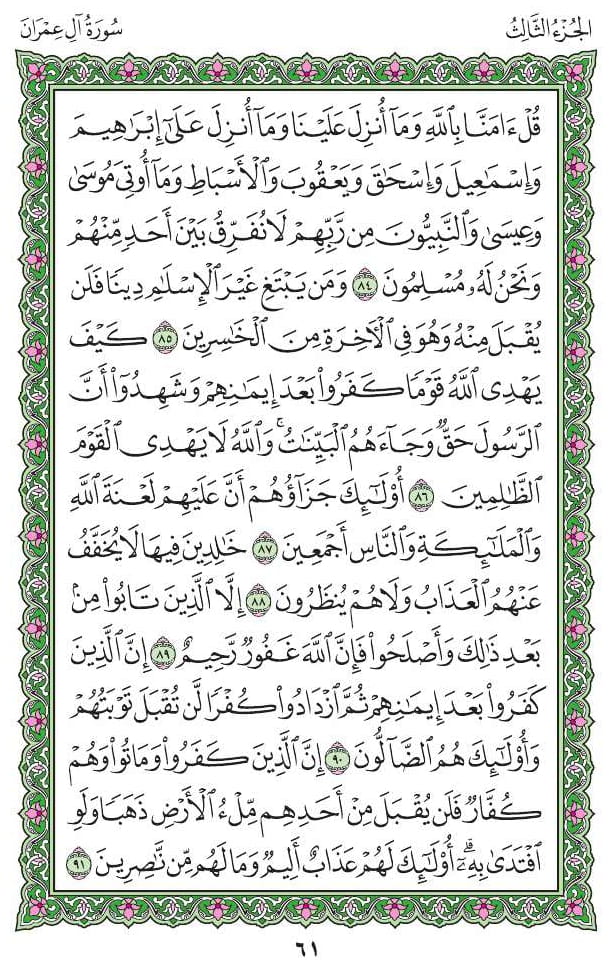 الجُزْءُ الثَّالِثُ
سُورَةُ آلِ عِمْرَانَ
قُلْ ءَامَنَّا بِٱللَّهِ وَمَآ أُنزِلَ عَلَيْنَا وَمَآ أُنزِلَ عَلَىٰٓ إِبْرَٰهِيمَ
وَإِسْمَٰعِيلَ وَإِسْحَٰقَ وَيَعْقُوبَ وَٱلْأَسْبَاطِ وَمَآ أُوتِىَ مُوسَىٰ
وَعِيسَىٰ وَٱلنَّبِيُّونَ مِن رَّبِّهِمْ لَا نُفَرِّقُ بَيْنَ أَحَدٍ مِّنْهُمْ
وَنَحْنُ لَهُۥ مُسْلِمُونَ ٨٤ وَمَن يَبْتَغِ غَيْرَ ٱلْإِسْلَٰمِ دِينًا فَلَن
يُقْبَلَ مِنْهُ وَهُوَ فِى ٱلْءَاخِرَةِ مِنَ ٱلْخَٰسِرِينَ ٨٥ كَيْفَ
يَهْدِى ٱللَّهُ قَوْمًا كَفَرُوا۟ بَعْدَ إِيمَٰنِهِمْ وَشَهِدُوٓا۟ أَنَّ
ٱلرَّسُولَ حَقٌّ وَجَآءَهُمُ ٱلْبَيِّنَٰتُ ۚ وَٱللَّهُ لَا يَهْدِى ٱلْقَوْمَ
ٱلظَّٰلِمِينَ ٨٦ أُو۟لَٰٓئِكَ جَزَآؤُهُمْ أَنَّ عَلَيْهِمْ لَعْنَةَ ٱللَّهِ
وَٱلْمَلَٰٓئِكَةِ وَٱلنَّاسِ أَجْمَعِينَ ٨٧ خَٰلِدِينَ فِيهَا لَا يُخَفَّفُ
عَنْهُمُ ٱلْعَذَابُ وَلَا هُمْ يُنظَرُونَ ٨٨ إِلَّا ٱلَّذِينَ تَابُوا۟ مِنۢ
بَعْدِ ذَٰلِكَ وَأَصْلَحُوا۟ فَإِنَّ ٱللَّهَ غَفُورٌ رَّحِيمٌ ٨٩ إِنَّ ٱلَّذِينَ
كَفَرُوا۟ بَعْدَ إِيمَٰنِهِمْ ثُمَّ ٱزْدَادُوا۟ كُفْرًا لَّن تُقْبَلَ تَوْبَتُهُمْ
وَأُو۟لَٰٓئِكَ هُمُ ٱلضَّآلُّونَ ٩٠ إِنَّ ٱلَّذِينَ كَفَرُوا۟ وَمَاتُوا۟ وَهُمْ
كُفَّارٌ فَلَن يُقْبَلَ مِنْ أَحَدِهِم مِّلْءُ ٱلْأَرْضِ ذَهَبًا وَلَوِ
ٱفْتَدَىٰ بِهِۦٓ ۗ أُو۟لَٰٓئِكَ لَهُمْ عَذَابٌ أَلِيمٌ وَمَا لَهُم مِّن نَّٰصِرِينَ ٩١
٦١